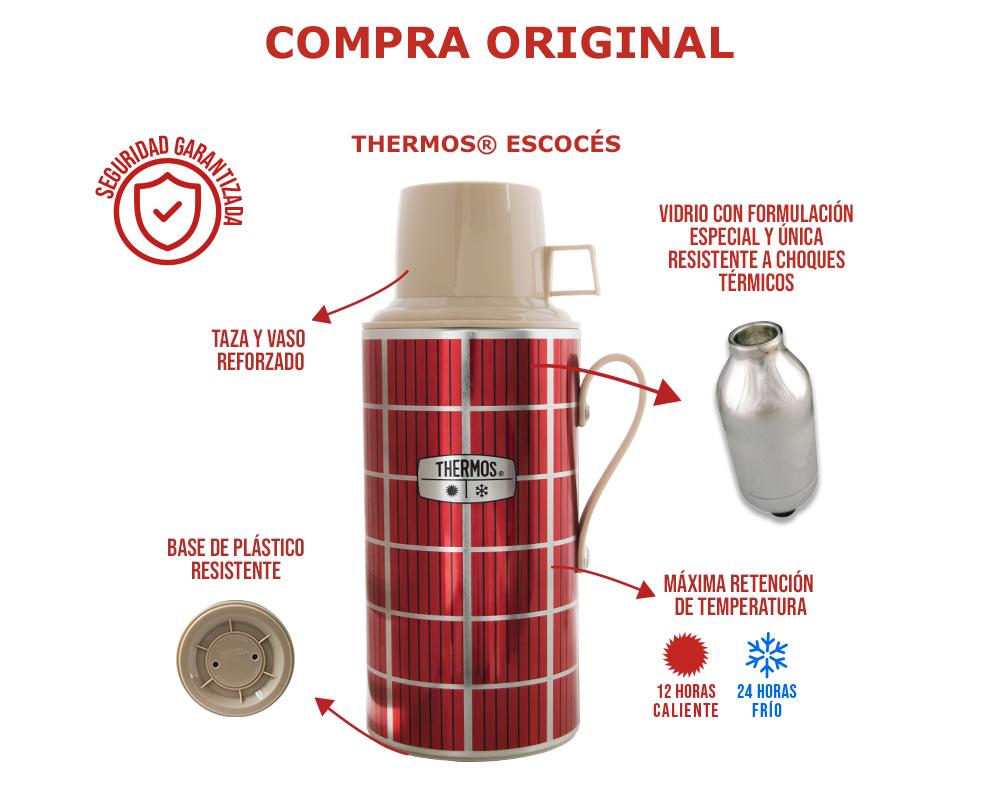 COMPRA ORIGINAL
THERMOS® ESCOCÉS
SEGURIDAD GARANTIZADA
VIDRIO CON FORMULACIÓN
ESPECIAL Y ÚNICA
RESISTENTE A CHOQUES
TÉRMICOS
TAZA Y VASO
REFORZADO
THERMOS®
BASE DE PLÁSTICO
RESISTENTE
THERMOS
MÁXIMA RETENCIÓN
DE TEMPERATURA
12 HORAS
CALIENTE
24 HORAS
FRÍO